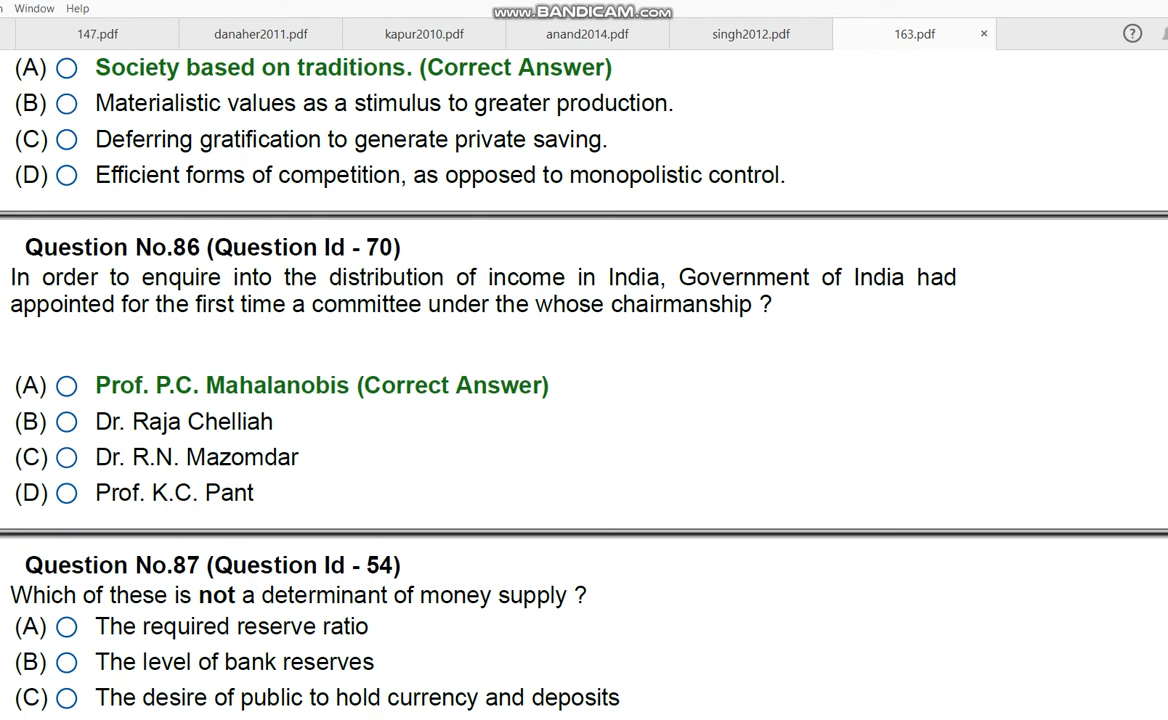 Window Help
www.BANDICAM.com
147.pdf danaher2011.pdf kapur2010.pdf anand2014.pdf singh2012.pdf 163.pdf × ?
(A) Society based on traditions. (Correct Answer)
(B) Materialistic values as a stimulus to greater production.
(C) Deferring gratification to generate private saving.
(D) Efficient forms of competition, as opposed to monopolistic control.
Question No.86 (Question Id - 70)
In order to enquire into the distribution of income in India, Government of India had
appointed for the first time a committee under the whose chairmanship ?
(A) Prof. P.C. Mahalanobis (Correct Answer)
(B) Dr. Raja Chelliah
(C) Dr. R.N. Mazomdar
(D) Prof. K.C. Pant
Question No.87 (Question Id - 54)
Which of these is not a determinant of money supply ?
(A) The required reserve ratio
(B) The level of bank reserves
(C) The desire of public to hold currency and deposits